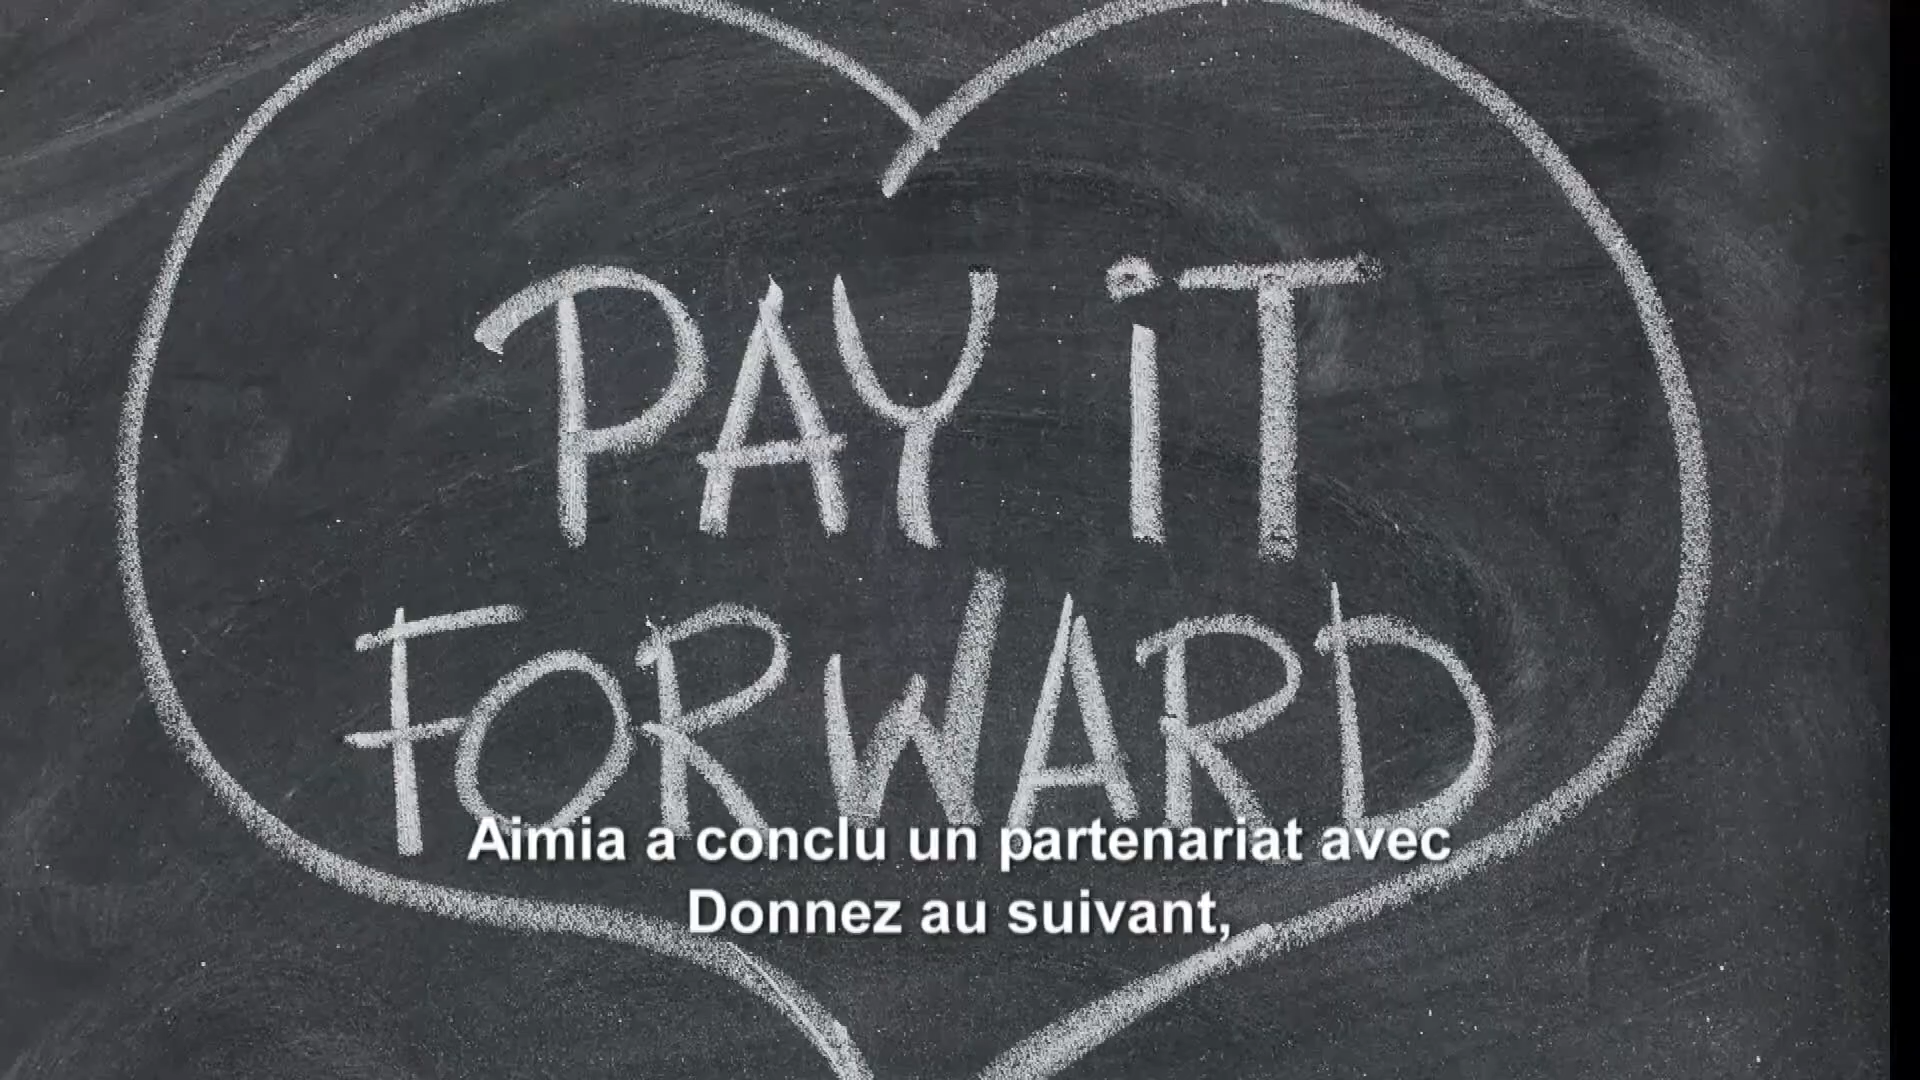 PAY iT
FORWARD
Aimia a conclu un partenariat avec
Donnez au suivant,